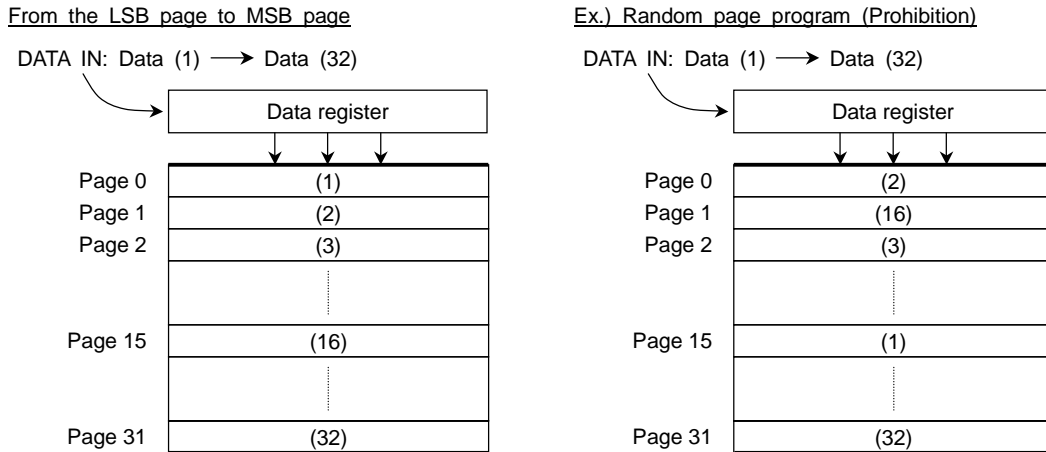 From the LSB page to MSB page
DATA IN: Data (1) → Data (32)
Data register
Page 0 (1)
Page 1 (2)
Page 2 (3)
Page 15 (16)
Page 31 (32)
Ex.) Random page program (Prohibition)
DATA IN: Data (1) → Data (32)
Data register
Page 0 (2)
Page 1 (16)
Page 2 (3)
Page 15 (1)
Page 31 (32)